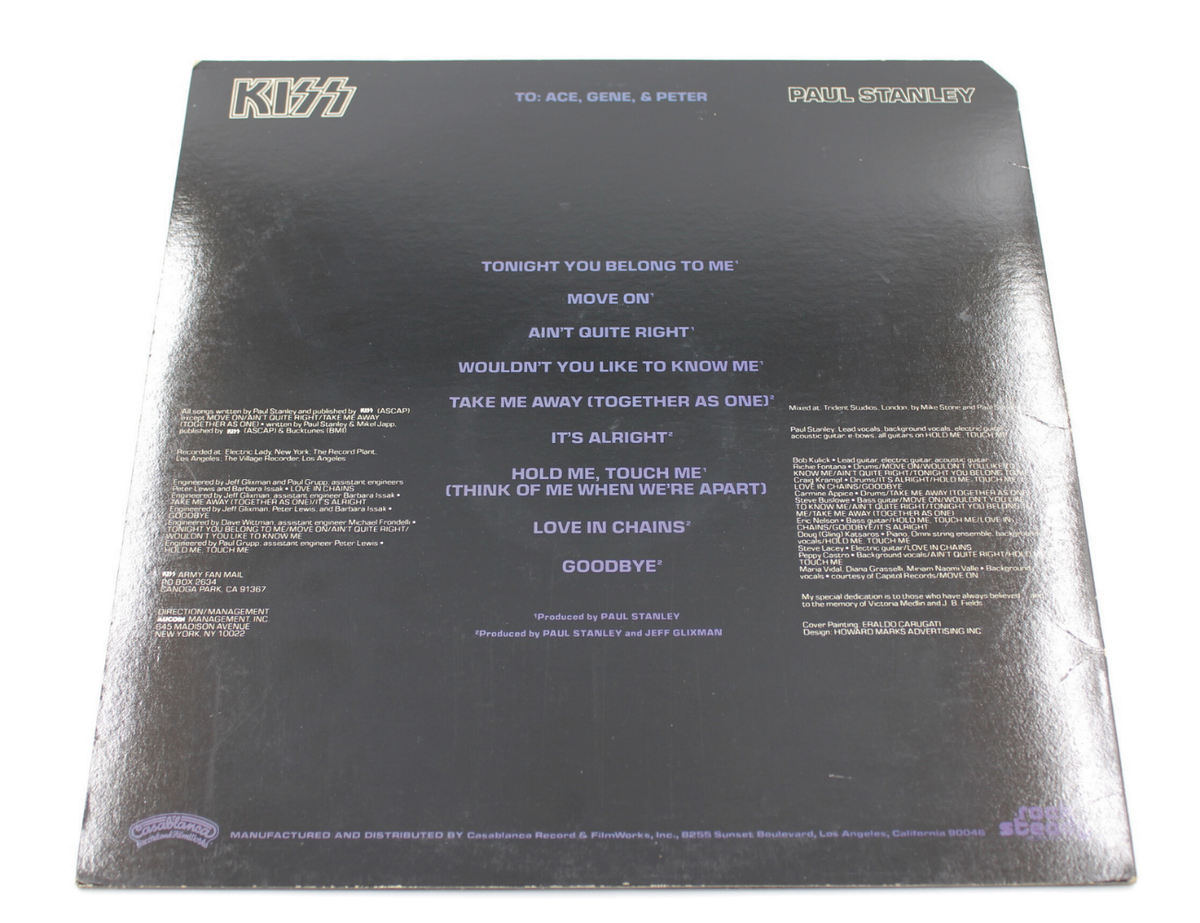 KISS
TO: ACE, GENE, & PETER
PAUL STANLEY
TONIGHT YOU BELONG TO ME¹
MOVE ON¹
AIN'T QUITE RIGHT¹
WOULDN'T YOU LIKE TO KNOW ME¹
TAKE ME AWAY (TOGETHER AS ONE)²
IT'S ALRIGHT²
HOLD ME, TOUCH ME¹
(THINK OF ME WHEN WE'RE APART)
LOVE IN CHAINS²
GOODBYE²
¹Produced by PAUL STANLEY
²Produced by PAUL STANLEY and JEFF GLIXMAN
All songs written by Paul Stanley and published by KISS (ASCAP)
except MOVE ON/AIN'T QUITE RIGHT/TAKE ME AWAY
(TOGETHER AS ONE) • written by Paul Stanley & Mikel Japp,
published by KISS (ASCAP) & Bucktunes (BMI)
Recorded at: Electric Lady, New York, The Record Plant,
Los Angeles, The Village Recorder, Los Angeles
Engineered by Jeff Glixman and Paul Grupp, assistant engineers
Peter Lewis and Barbara Issak • LOVE IN CHAINS
Engineered by Jeff Glixman, assistant engineer Barbara Issak •
TAKE ME AWAY (TOGETHER AS ONE)/IT'S ALRIGHT
Engineered by Jeff Glixman, Peter Lewis, and Barbara Issak •
GOODBYE
Engineered by Dave Wittman, assistant engineer Michael Frondelli •
TONIGHT YOU BELONG TO ME/MOVE ON/AIN'T QUITE RIGHT/
WOULDN'T YOU LIKE TO KNOW ME
Engineered by Paul Grupp, assistant engineer Peter Lewis •
HOLD ME, TOUCH ME
KISS ARMY FAN MAIL
PO BOX 2634
CANOGA PARK, CA 91367
DIRECTION/MANAGEMENT
AUCOIN MANAGEMENT, INC.
645 MADISON AVENUE
NEW YORK, NY 10022
Mixed at: Trident Studios, London, by Mike Stone and Paul
Paul Stanley: Lead vocals, background vocals, electric guitar,
acoustic guitar, e-bows, all guitars on HOLD ME, TOUCH ME
Bob Kulick • Lead guitar, electric guitar, acoustic guitar
Richie Fontana • Drums/MOVE ON/WOULDN'T YOU LIKE TO
KNOW ME/AIN'T QUITE RIGHT/TONIGHT YOU BELONG TO
Craig Krampf • Drums/IT'S ALRIGHT/HOLD ME, TOUCH ME/
LOVE IN CHAINS/GOODBYE
Carmine Appice • Drums/TAKE ME AWAY (TOGETHER AS ONE)
Steve Buslowe • Bass guitar/MOVE ON/WOULDN'T YOU LIKE
TO KNOW ME/AIN'T QUITE RIGHT/TONIGHT YOU BELONG TO
ME/TAKE ME AWAY (TOGETHER AS ONE)
Eric Nelson • Bass guitar/HOLD ME, TOUCH ME/LOVE IN
CHAINS/GOODBYE/IT'S ALRIGHT
Doug (Gling) Katsaros • Piano, Omni string ensemble, background
vocals/HOLD ME, TOUCH ME
Steve Lacey • Electric guitar/LOVE IN CHAINS
Peppy Castro • Background vocals/AIN'T QUITE RIGHT/HOLD
TOUCH ME
Maria Vidal, Diana Grasselli, Miriam Naomi Valle • Background
vocals • courtesy of Capitol Records/MOVE ON
My special dedication is to those who have always believed and
to the memory of Victoria Medlin and J. B. Fields
Cover Painting: ERALDO CARUGATI
Design: HOWARD MARKS ADVERTISING INC.
Casablanca
Record and FilmWorks
MANUFACTURED AND DISTRIBUTED BY Casablanca Record & FilmWorks, Inc., 8255 Sunset Boulevard, Los Angeles, California 90046
rock
steady